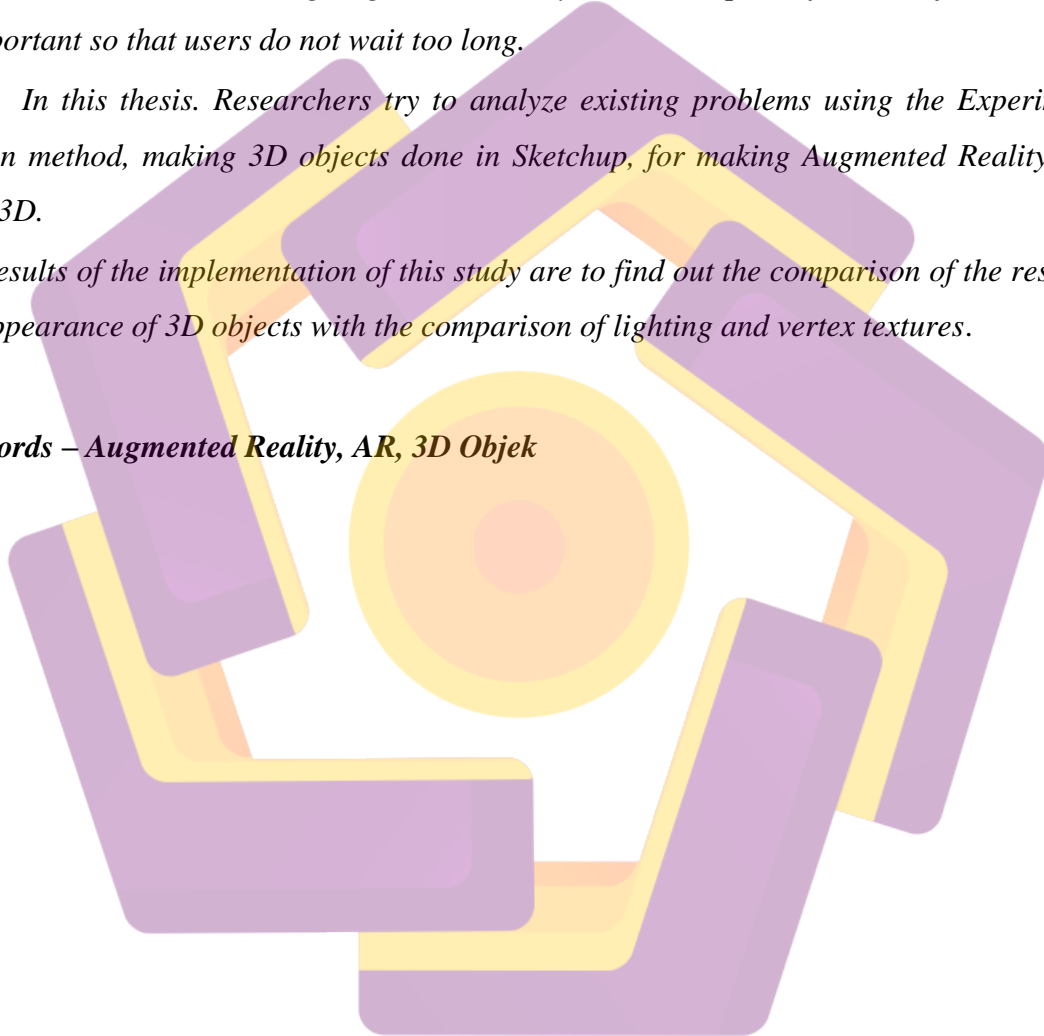 portant so that users do not wait too long.
In this thesis. Researchers try to analyze existing problems using the Experi
n method, making 3D objects done in Sketchup, for making Augmented Reality
3D.
esults of the implementation of this study are to find out the comparison of the res
ppearance of 3D objects with the comparison of lighting and vertex textures.
ords – Augmented Reality, AR, 3D Objek